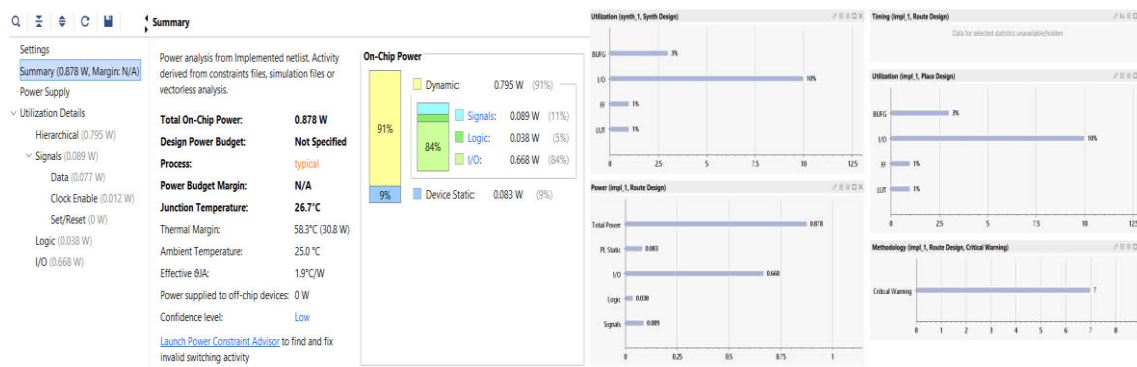 Settings
Summary (0.878 W, Margin: N/A)
Power Supply
Utilization Details
Hierarchical (0.795 W)
Signals (0.089 W)
Data (0.077 W)
Clock Enable (0.012 W)
Set/Reset (0 W)
Logic (0.038 W)
I/O (0.668 W)
Summary
Power analysis from Implemented netlist. Activity
derived from constraints files, simulation files or
vectorless analysis.
Total On-Chip Power: 0.878 W
Design Power Budget: Not Specified
Process: typical
Power Budget Margin: N/A
Junction Temperature: 26.7°C
Thermal Margin: 58.3°C (30.8 W)
Ambient Temperature: 25.0 °C
Effective ϑJA: 1.9°C/W
Power supplied to off-chip devices: 0 W
Confidence level: Low
Launch Power Constraint Advisor to find and fix
invalid switching activity
On-Chip Power
91%
9%
84%
Dynamic: 0.795 W (91%)
Signals: 0.089 W (11%)
Logic: 0.038 W (5%)
I/O: 0.668 W (84%)
Device Static: 0.083 W (9%)
Utilization (synth_1, Synth Design)
BUFG 3%
I/O 10%
FF 1%
LUT 1%
0 2.5 5 7.5 10 12.5
Power (impl_1, Route Design)
Total Power 0.878
PL Static 0.083
I/O 0.668
Logic 0.038
Signals 0.089
0 0.25 0.5 0.75 1
Timing (impl_1, Route Design)
Data for selected statistics unavailable/hidden
Utilization (impl_1, Place Design)
BUFG 3%
I/O 10%
FF 1%
LUT 1%
0 2.5 5 7.5 10 12.5
Methodology (impl_1, Route Design, Critical Warning)
Critical Warning 7
0 1 2 3 4 5 6 7 8